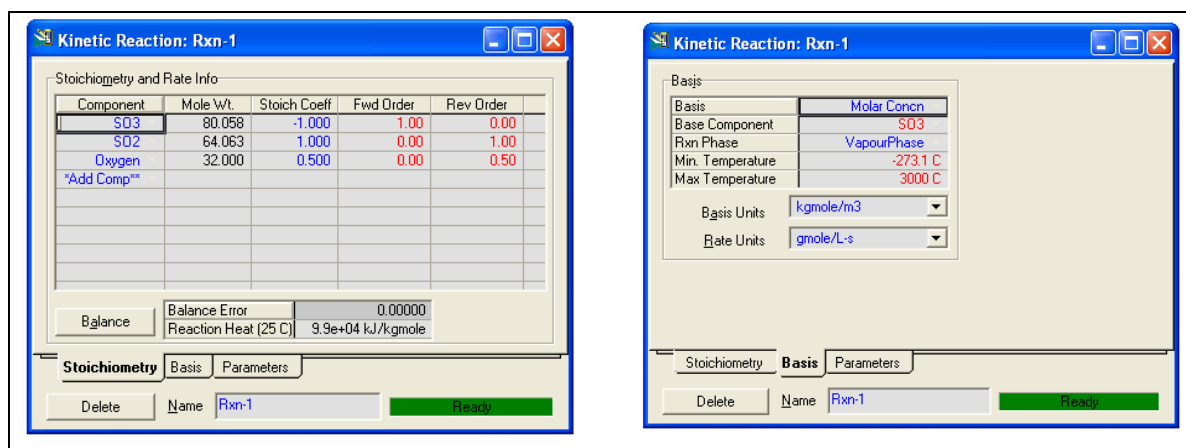 Kinetic Reaction: Rxn-1
Stoichiometry and Rate Info
Component Mole Wt. Stoich Coeff Fwd Order Rev Order
SO3 80.058 -1.000 1.00 0.00
SO2 64.063 1.000 0.00 1.00
Oxygen 32.000 0.500 0.00 0.50
*Add Comp**
Balance
Balance Error 0.00000
Reaction Heat (25 C) 9.9e+04 kJ/kgmole
Stoichiometry Basis Parameters
Delete Name Rxn-1 Ready
Kinetic Reaction: Rxn-1
Basis
Basis Molar Concn
Base Component SO3
Rxn Phase VapourPhase
Min. Temperature -273.1 C
Max Temperature 3000 C
Basis Units kgmole/m3
Rate Units gmole/L-s
Stoichiometry Basis Parameters
Delete Name Rxn-1 Ready